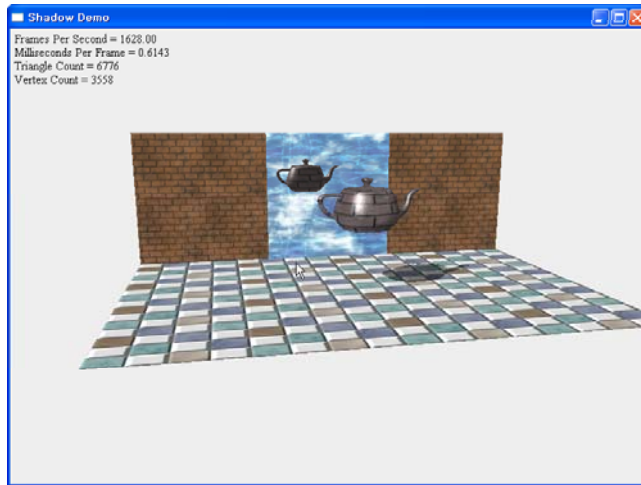 Shadow Demo
Frames Per Second = 1628.00
Milliseconds Per Frame = 0.6143
Triangle Count = 6776
Vertex Count = 3558